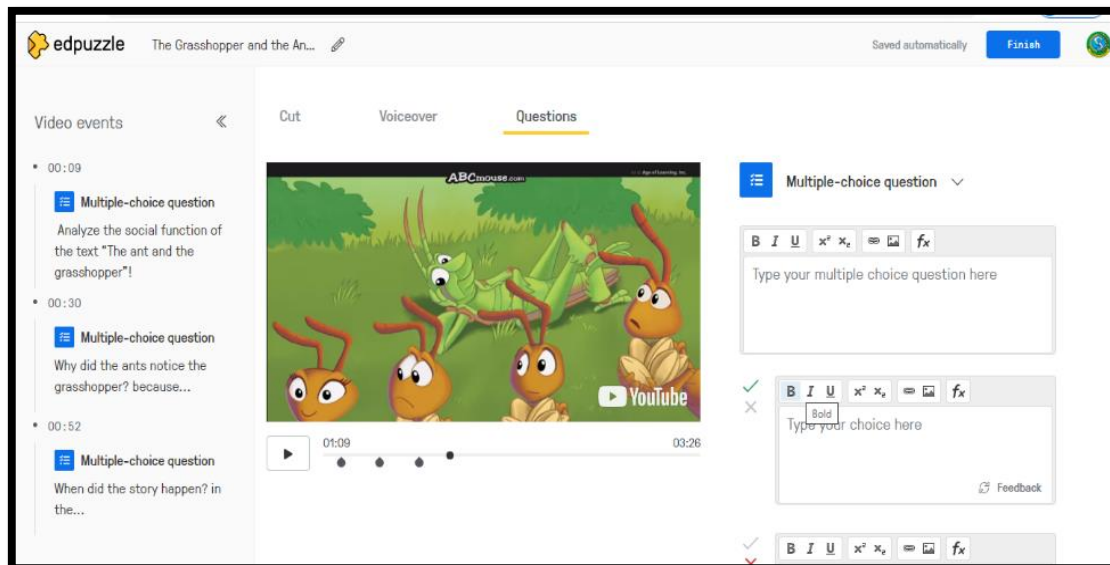 edpuzzle
The Grasshopper and the An...
Saved automatically
Finish
Video events
Cut
Voiceover
Questions
00:09
Multiple-choice question
Analyze the social function of
the text "The ant and the
grasshopper"!
00:30
Multiple-choice question
Why did the ants notice the
grasshopper? because...
00:52
Multiple-choice question
When did the story happen? in
the...
ABCmouse.com
YouTube
01:09
03:26
Multiple-choice question
B I U x² x₂ fx
Type your multiple choice question here
B I U x² x₂ fx
Bold
Type your choice here
Feedback
B I U x² x₂ fx